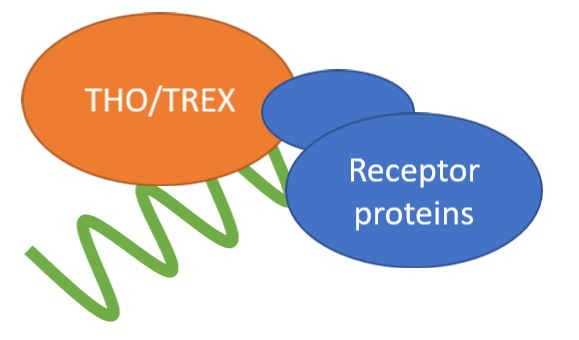 THO/TREX
Receptor
proteins